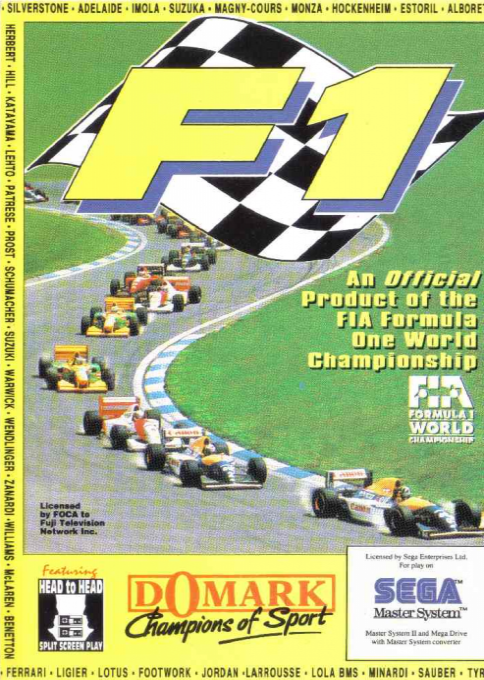 • SILVERSTONE • ADELAIDE • IMOLA • SUZUKA • MAGNY-COURS • MONZA • HOCKENHEIM • ESTORIL • ALBORET
HERBERT • HILL • KATAYAMA • LEHTO • PATRESE • PROST • SCHUMACHER • SUZUKI • WARWICK • WENDLINGER • ZANARDI • WILLIAMS • McLAREN • BENETTON
F1
An Official
Product of the
FIA Formula
One World
Championship
FIA
FORMULA 1
WORLD
CHAMPIONSHIP
Licensed
by FOCA to
Fuji Television
Network Inc.
Featuring
HEAD to HEAD
SPLIT SCREEN PLAY
DOMARK
Champions of Sport
Licensed by Sega Enterprises Ltd.
For play on
SEGA™
Master System™
Master System II and Mega Drive
with Master System converter
• FERRARI • LIGIER • LOTUS • FOOTWORK • JORDAN • LARROUSSE • LOLA BMS • MINARDI • SAUBER • TYR